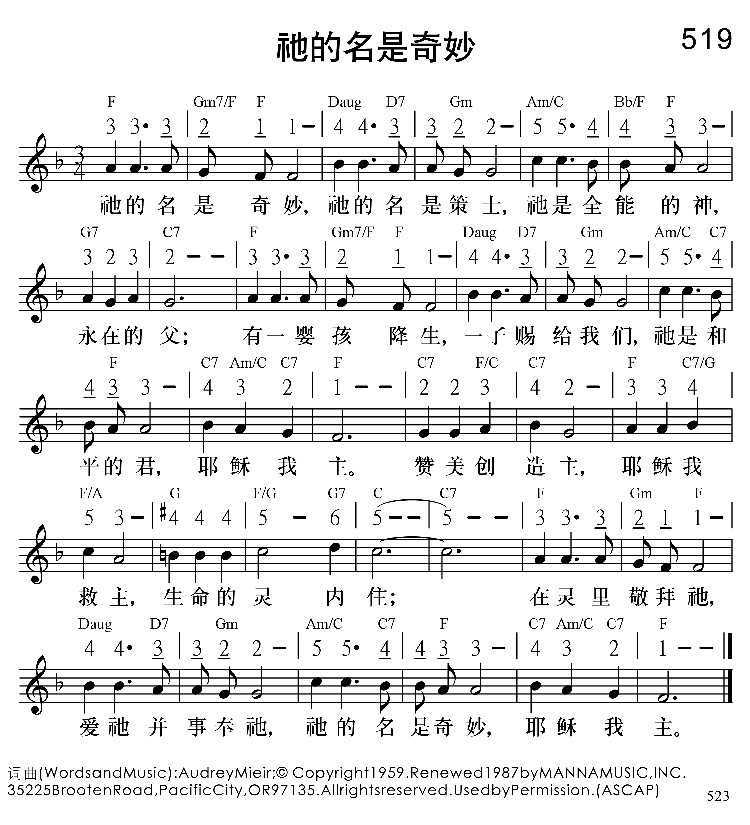 祂的名是奇妙 519
F Gm7/F F Daug D7 Gm Am/C Bb/F F
3 3· 3 | 2 1 1 – | 4 4· 3 | 3 2 2 – | 5 5· 4 | 4 3 3 – |
3 4
祂的 名 是 奇 妙, 祂的 名 是策 士, 祂是 全 能 的 神,
G7 C7 F Gm7/F F Daug D7 Gm Am/C C7
3 2 3 | 2 – – | 3 3· 3 | 2 1 1 – | 4 4· 3 | 3 2 2 – | 5 5· 4 |
永在的 父; 有一 婴 孩 降 生, 一子 赐 给我 们, 祂是 和
F C7 Am/C C7 F C7 F/C C7 F C7/G
4 3 3 – | 4 3 2 | 1 – – | 2 2 3 | 4 2 – | 3 3 4 |
平的 君, 耶 稣 我 主。 赞 美 创 造 主, 耶 稣 我
F/A G F/G G7 C C7 F Gm F
5 3 – | #4 4 4 | 5 – 6 | 5 – – | 5 – – | 3 3· 3 | 2 1 1 – |
救 主, 生 命 的 灵 内 住; 在 灵 里 敬 拜 祂,
Daug D7 Gm Am/C C7 F C7 Am/C C7 F
4 4· 3 | 3 2 2 – | 5 5· 4 | 4 3 3 – | 4 3 2 | 1 – – |
爱 祂 并 事 奉 祂, 祂 的 名 是 奇 妙, 耶 稣 我 主。
词曲(WordsandMusic):AudreyMieir;© Copyright1959.Renewed1987byMANNAMUSIC,INC.
35225BrootenRoad,PacificCity,OR97135.Allrightsreserved.UsedbyPermission.(ASCAP)
523